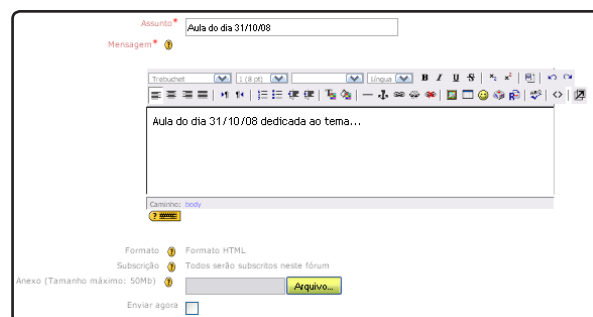 Assunto* Aula do dia 31/10/08
Mensagem*
Trebuchet 1 (8 pt) Língua B I U S
Aula do dia 31/10/08 dedicada ao tema...
Caminho: body
Formato Formato HTML
Subscrição Todos serão subscritos neste fórum
Anexo (Tamanho máximo: 50Mb) Arquivo...
Enviar agora